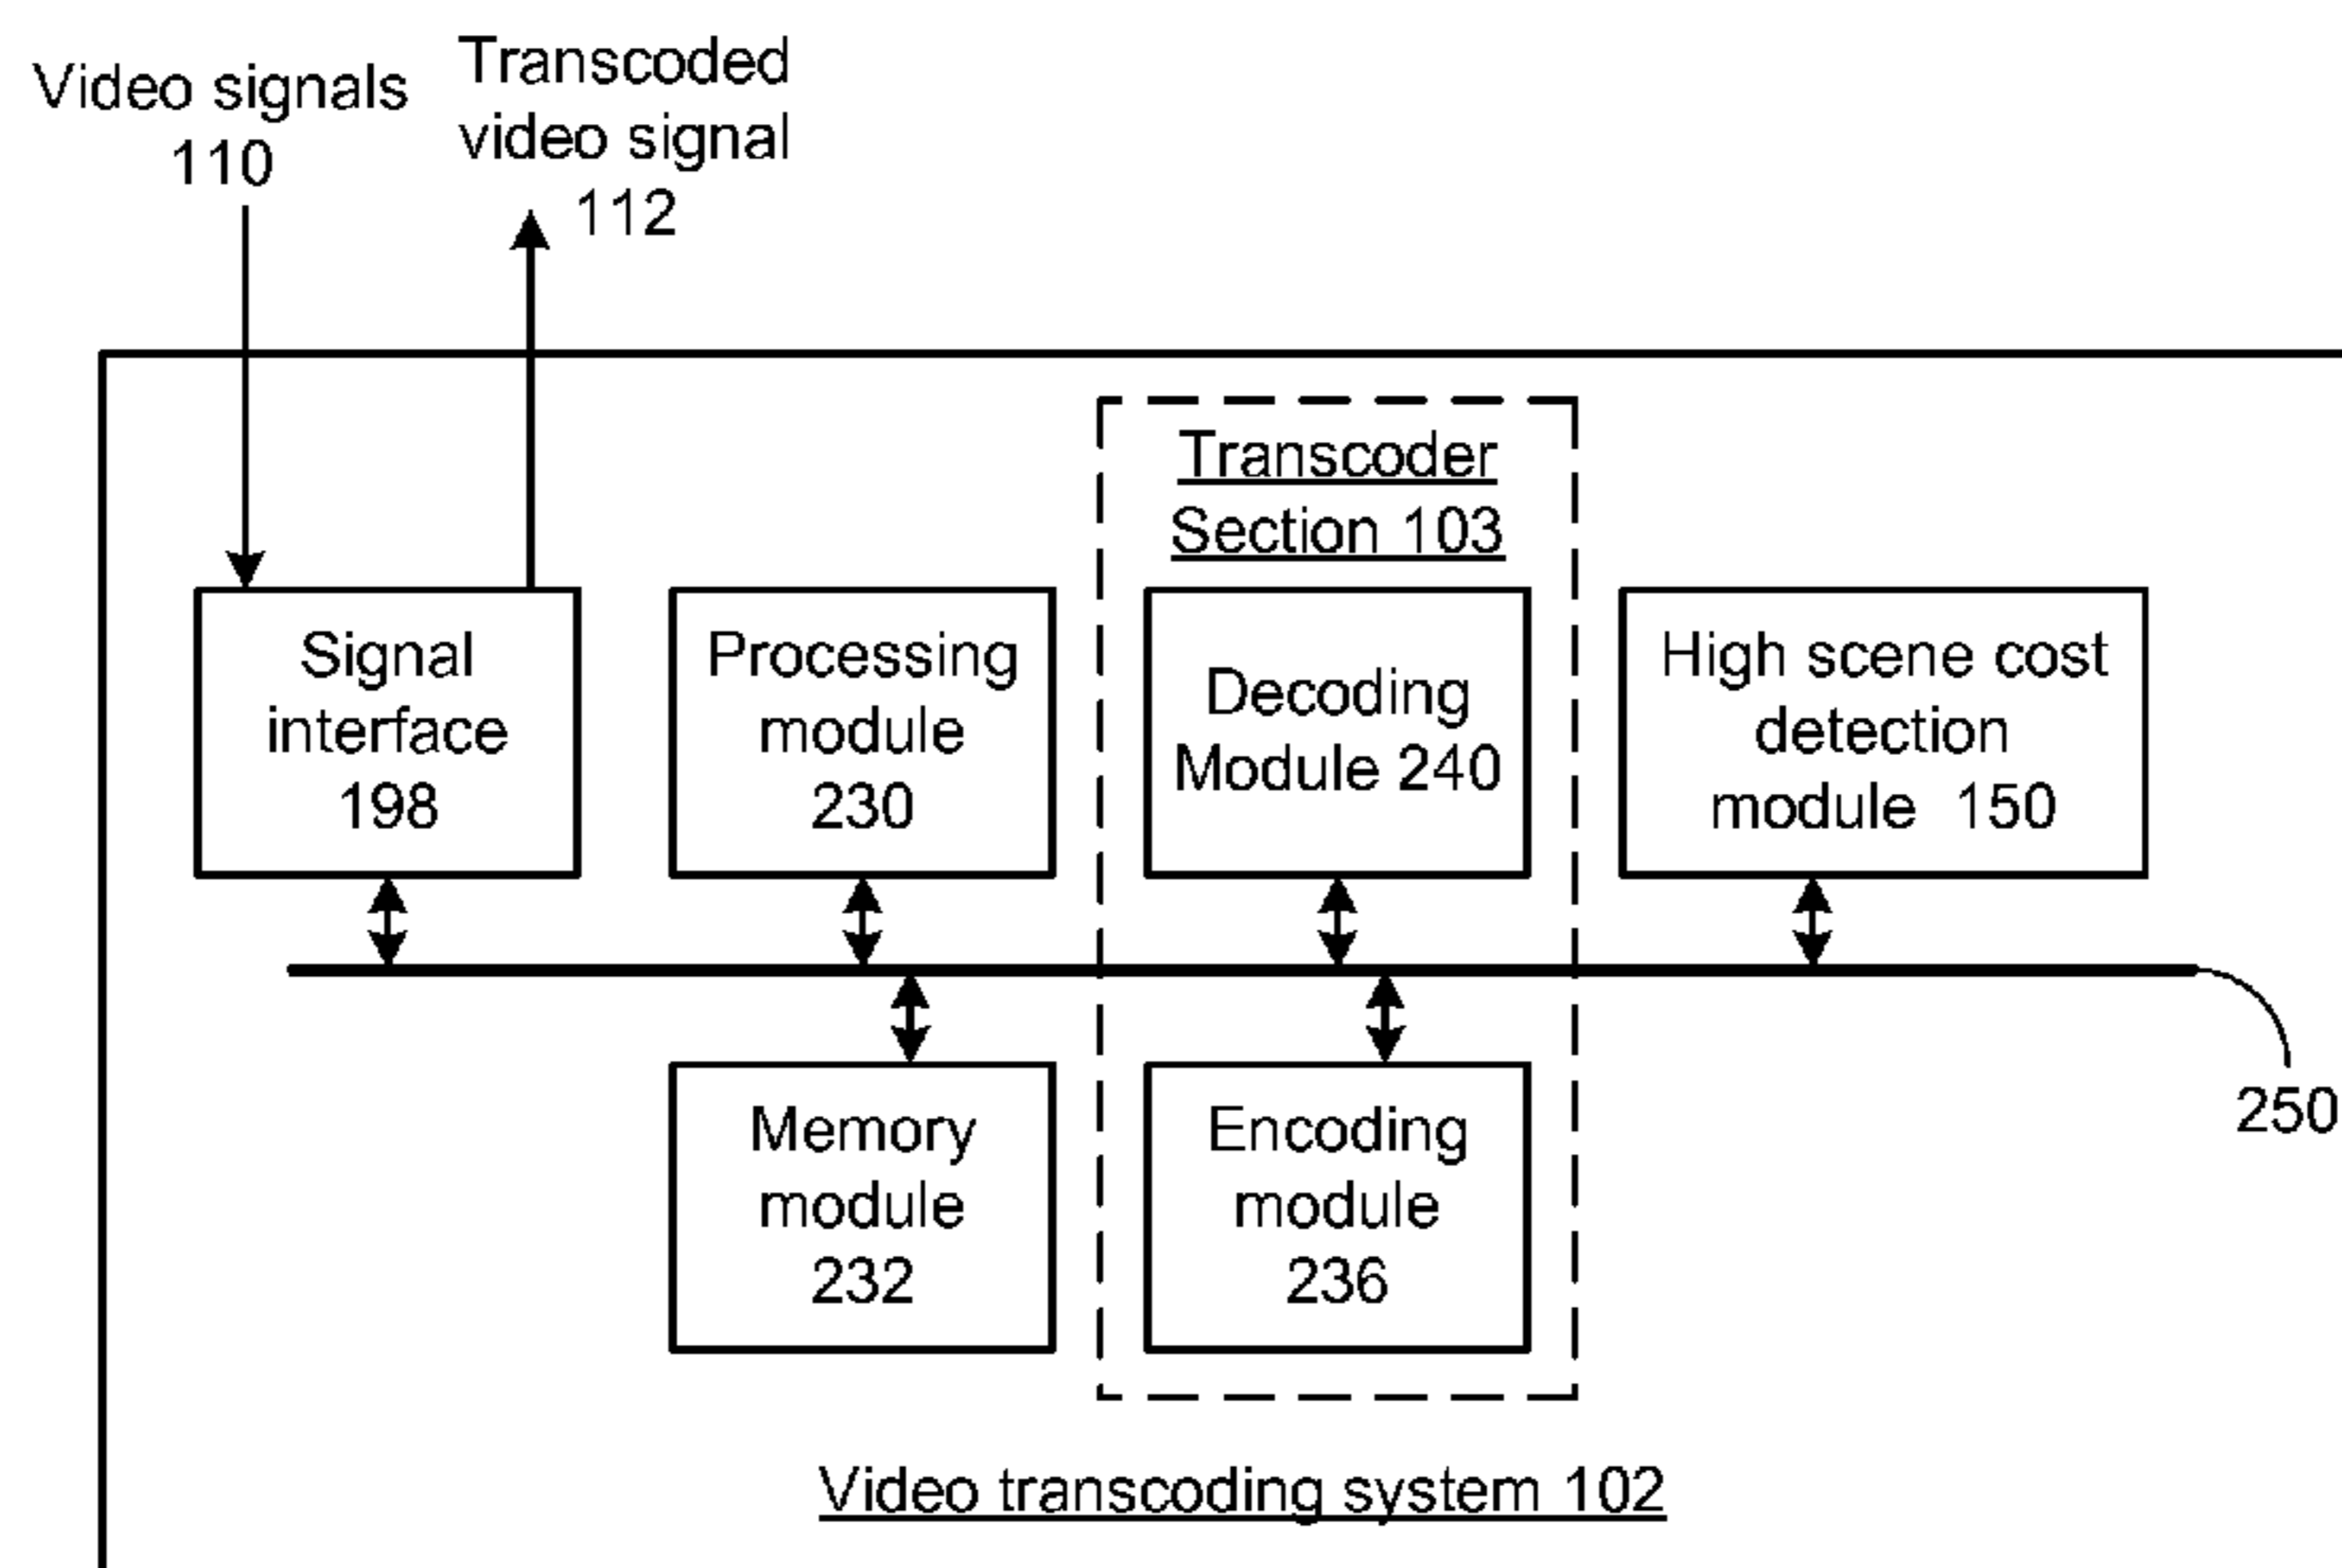 Video signals
110
Transcoded
video signal
112
Transcoder
Section 103
Signal
interface
198
Processing
module
230
Decoding
Module 240
High scene cost
detection
module 150
Memory
module
232
Encoding
module
236
250
Video transcoding system 102